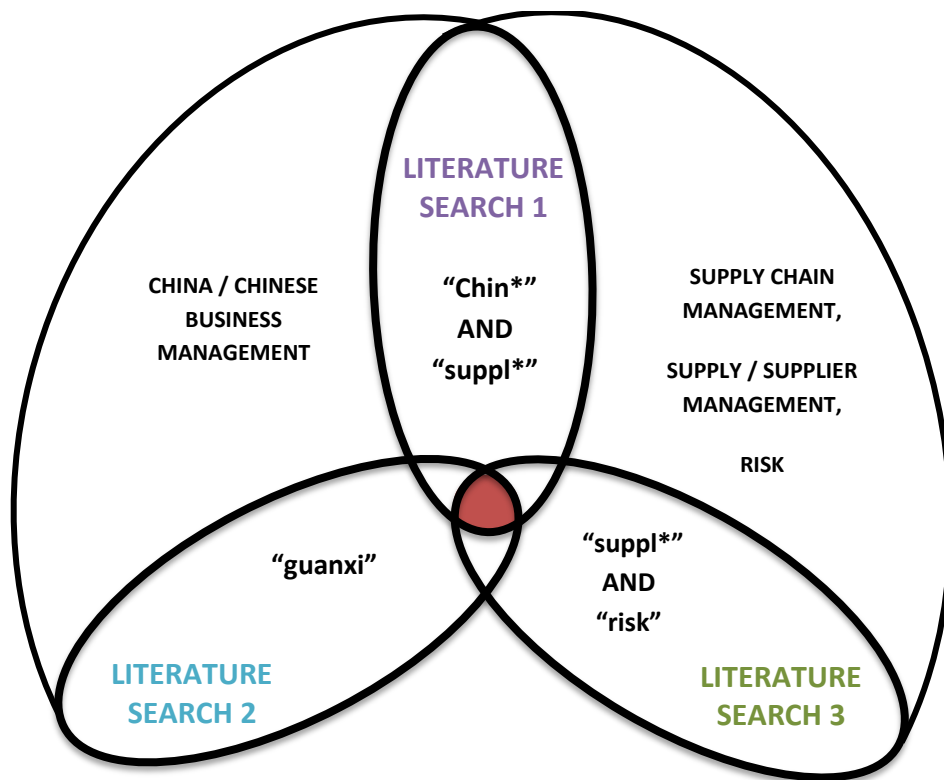 LITERATURE
SEARCH 1
“Chin*”
AND
“suppl*”
CHINA / CHINESE
BUSINESS
MANAGEMENT
SUPPLY CHAIN
MANAGEMENT,
SUPPLY / SUPPLIER
MANAGEMENT,
RISK
“guanxi”
“suppl*”
AND
“risk”
LITERATURE
SEARCH 2
LITERATURE
SEARCH 3